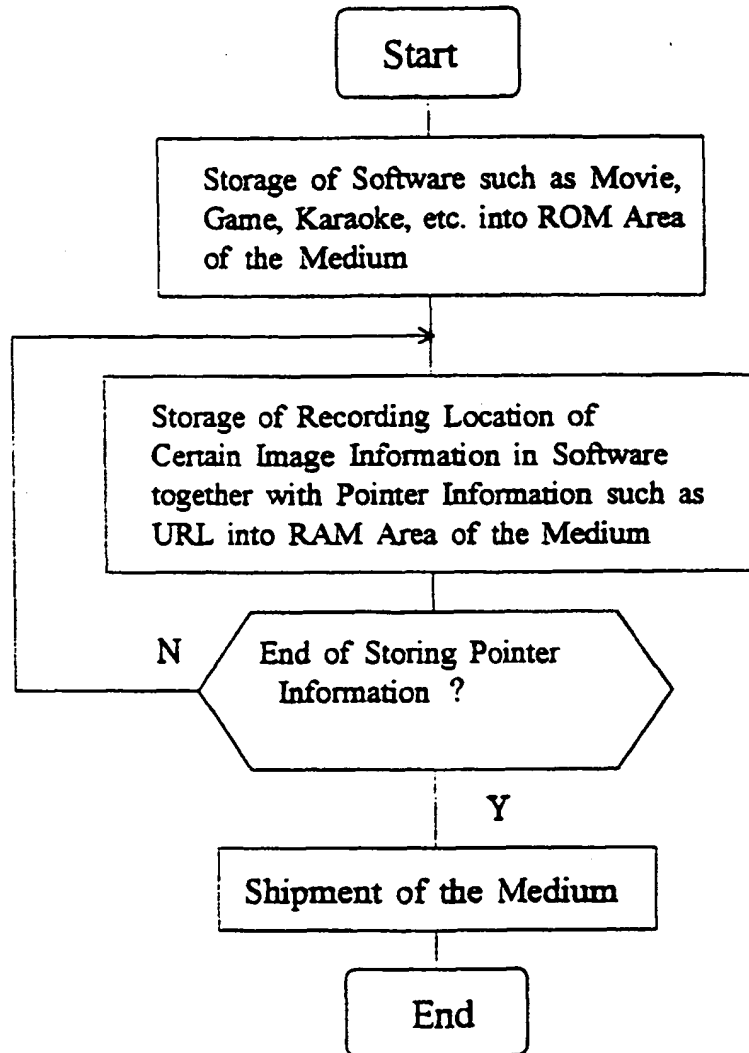 Start
Storage of Software such as Movie,
Game, Karaoke, etc. into ROM Area
of the Medium
Storage of Recording Location of
Certain Image Information in Software
together with Pointer Information such as
URL into RAM Area of the Medium
N
End of Storing Pointer
Information ?
Y
Shipment of the Medium
End